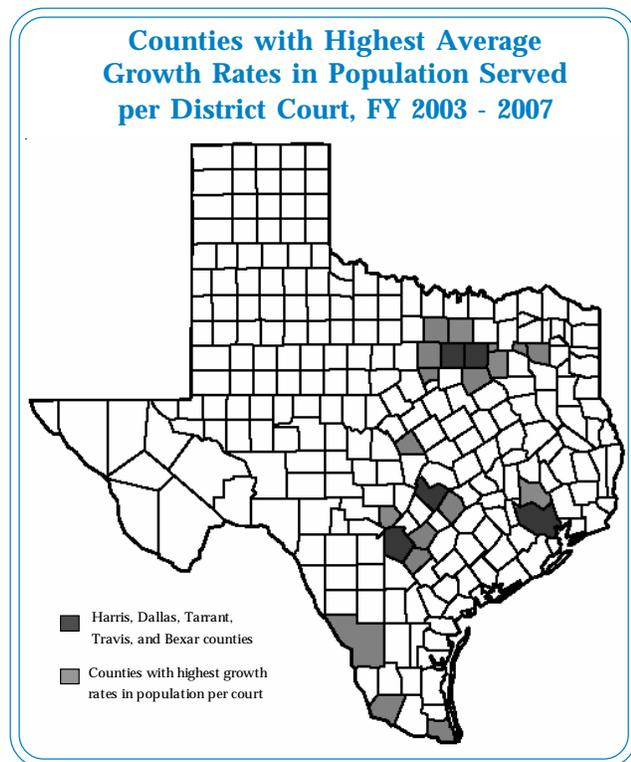 Counties with Highest Average
Growth Rates in Population Served
per District Court, FY 2003 - 2007
Harris, Dallas, Tarrant,
Travis, and Bexar counties
Counties with highest growth
rates in population per court